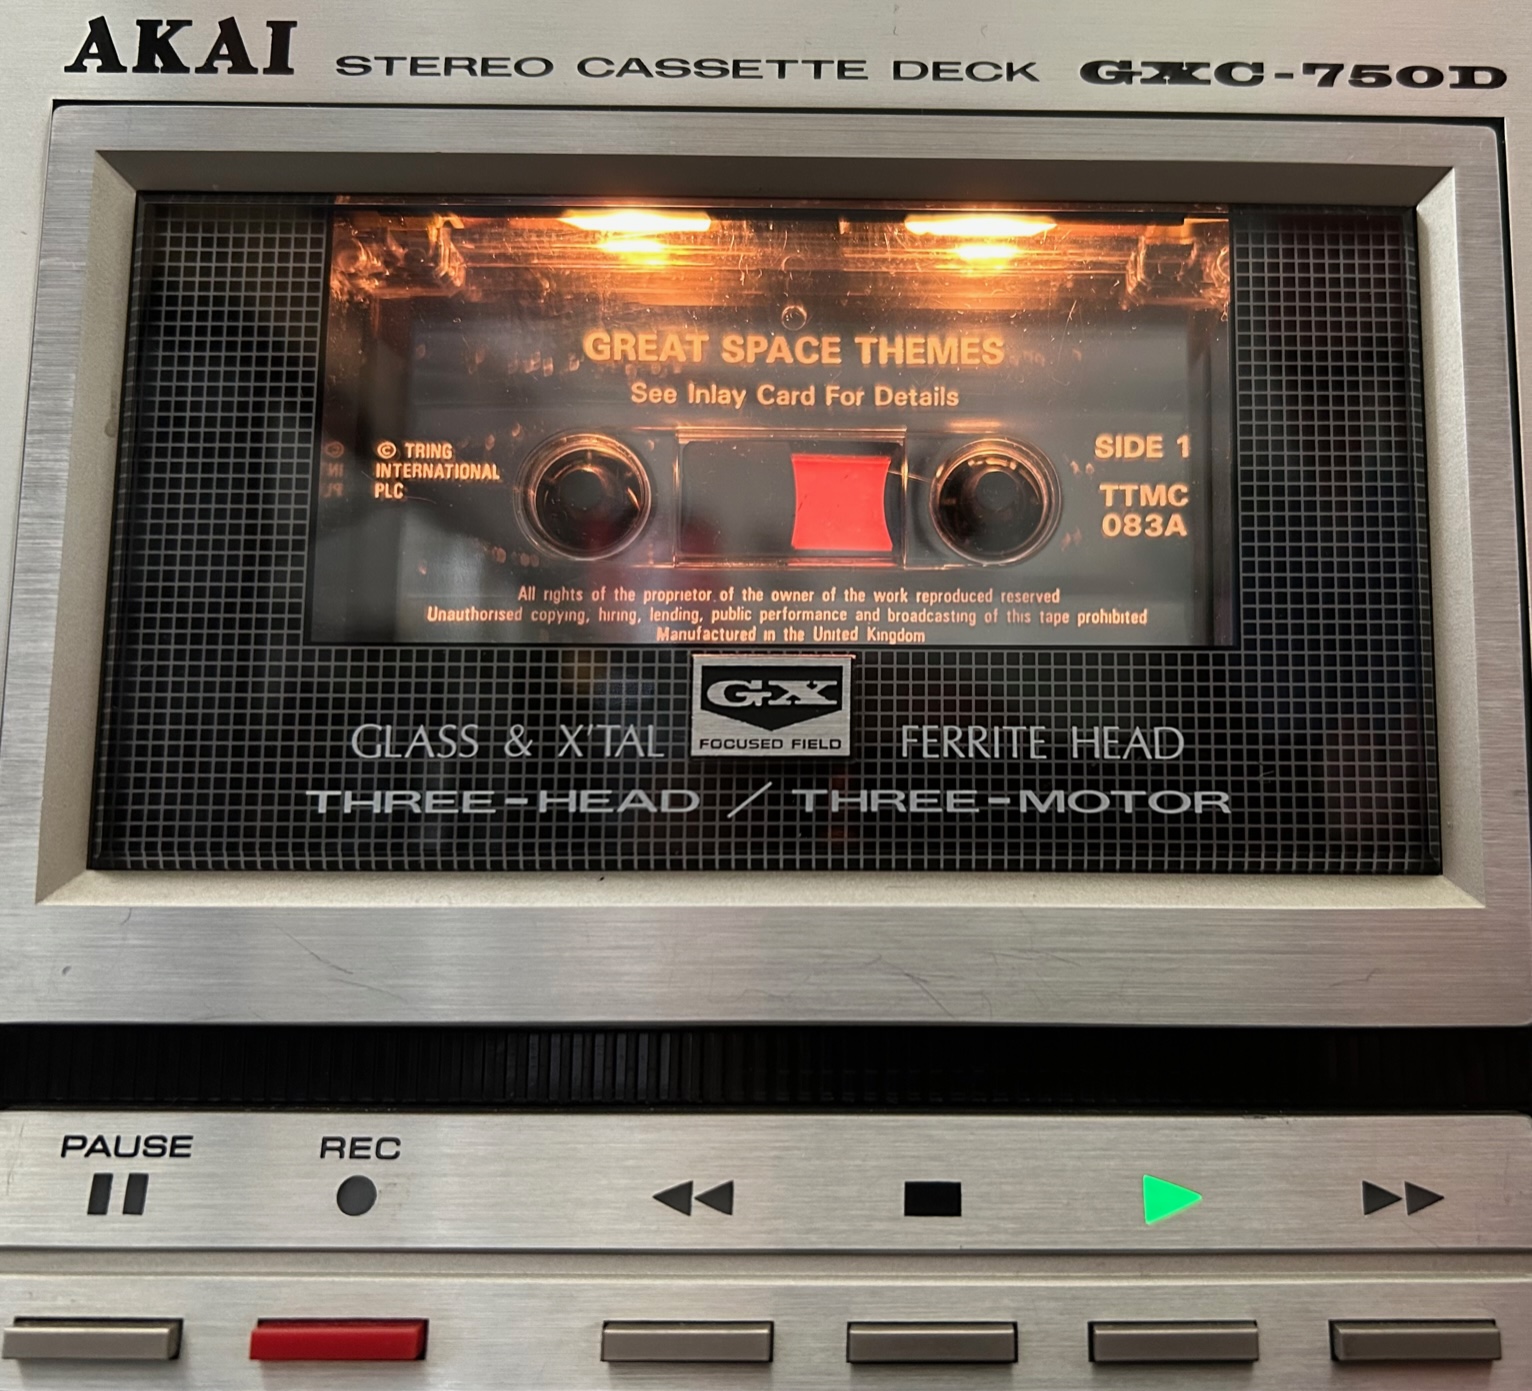 AKAI STEREO CASSETTE DECK GXC-750D
GREAT SPACE THEMES
See Inlay Card For Details
© TRING
INTERNATIONAL
PLC
SIDE 1
TTMC
083A
All rights of the proprietor of the owner of the work reproduced reserved
Unauthorised copying, hiring, lending, public performance and broadcasting of this tape prohibited
Manufactured in the United Kingdom
GX
FOCUSED FIELD
GLASS & X'TAL FERRITE HEAD
THREE-HEAD / THREE-MOTOR
PAUSE REC